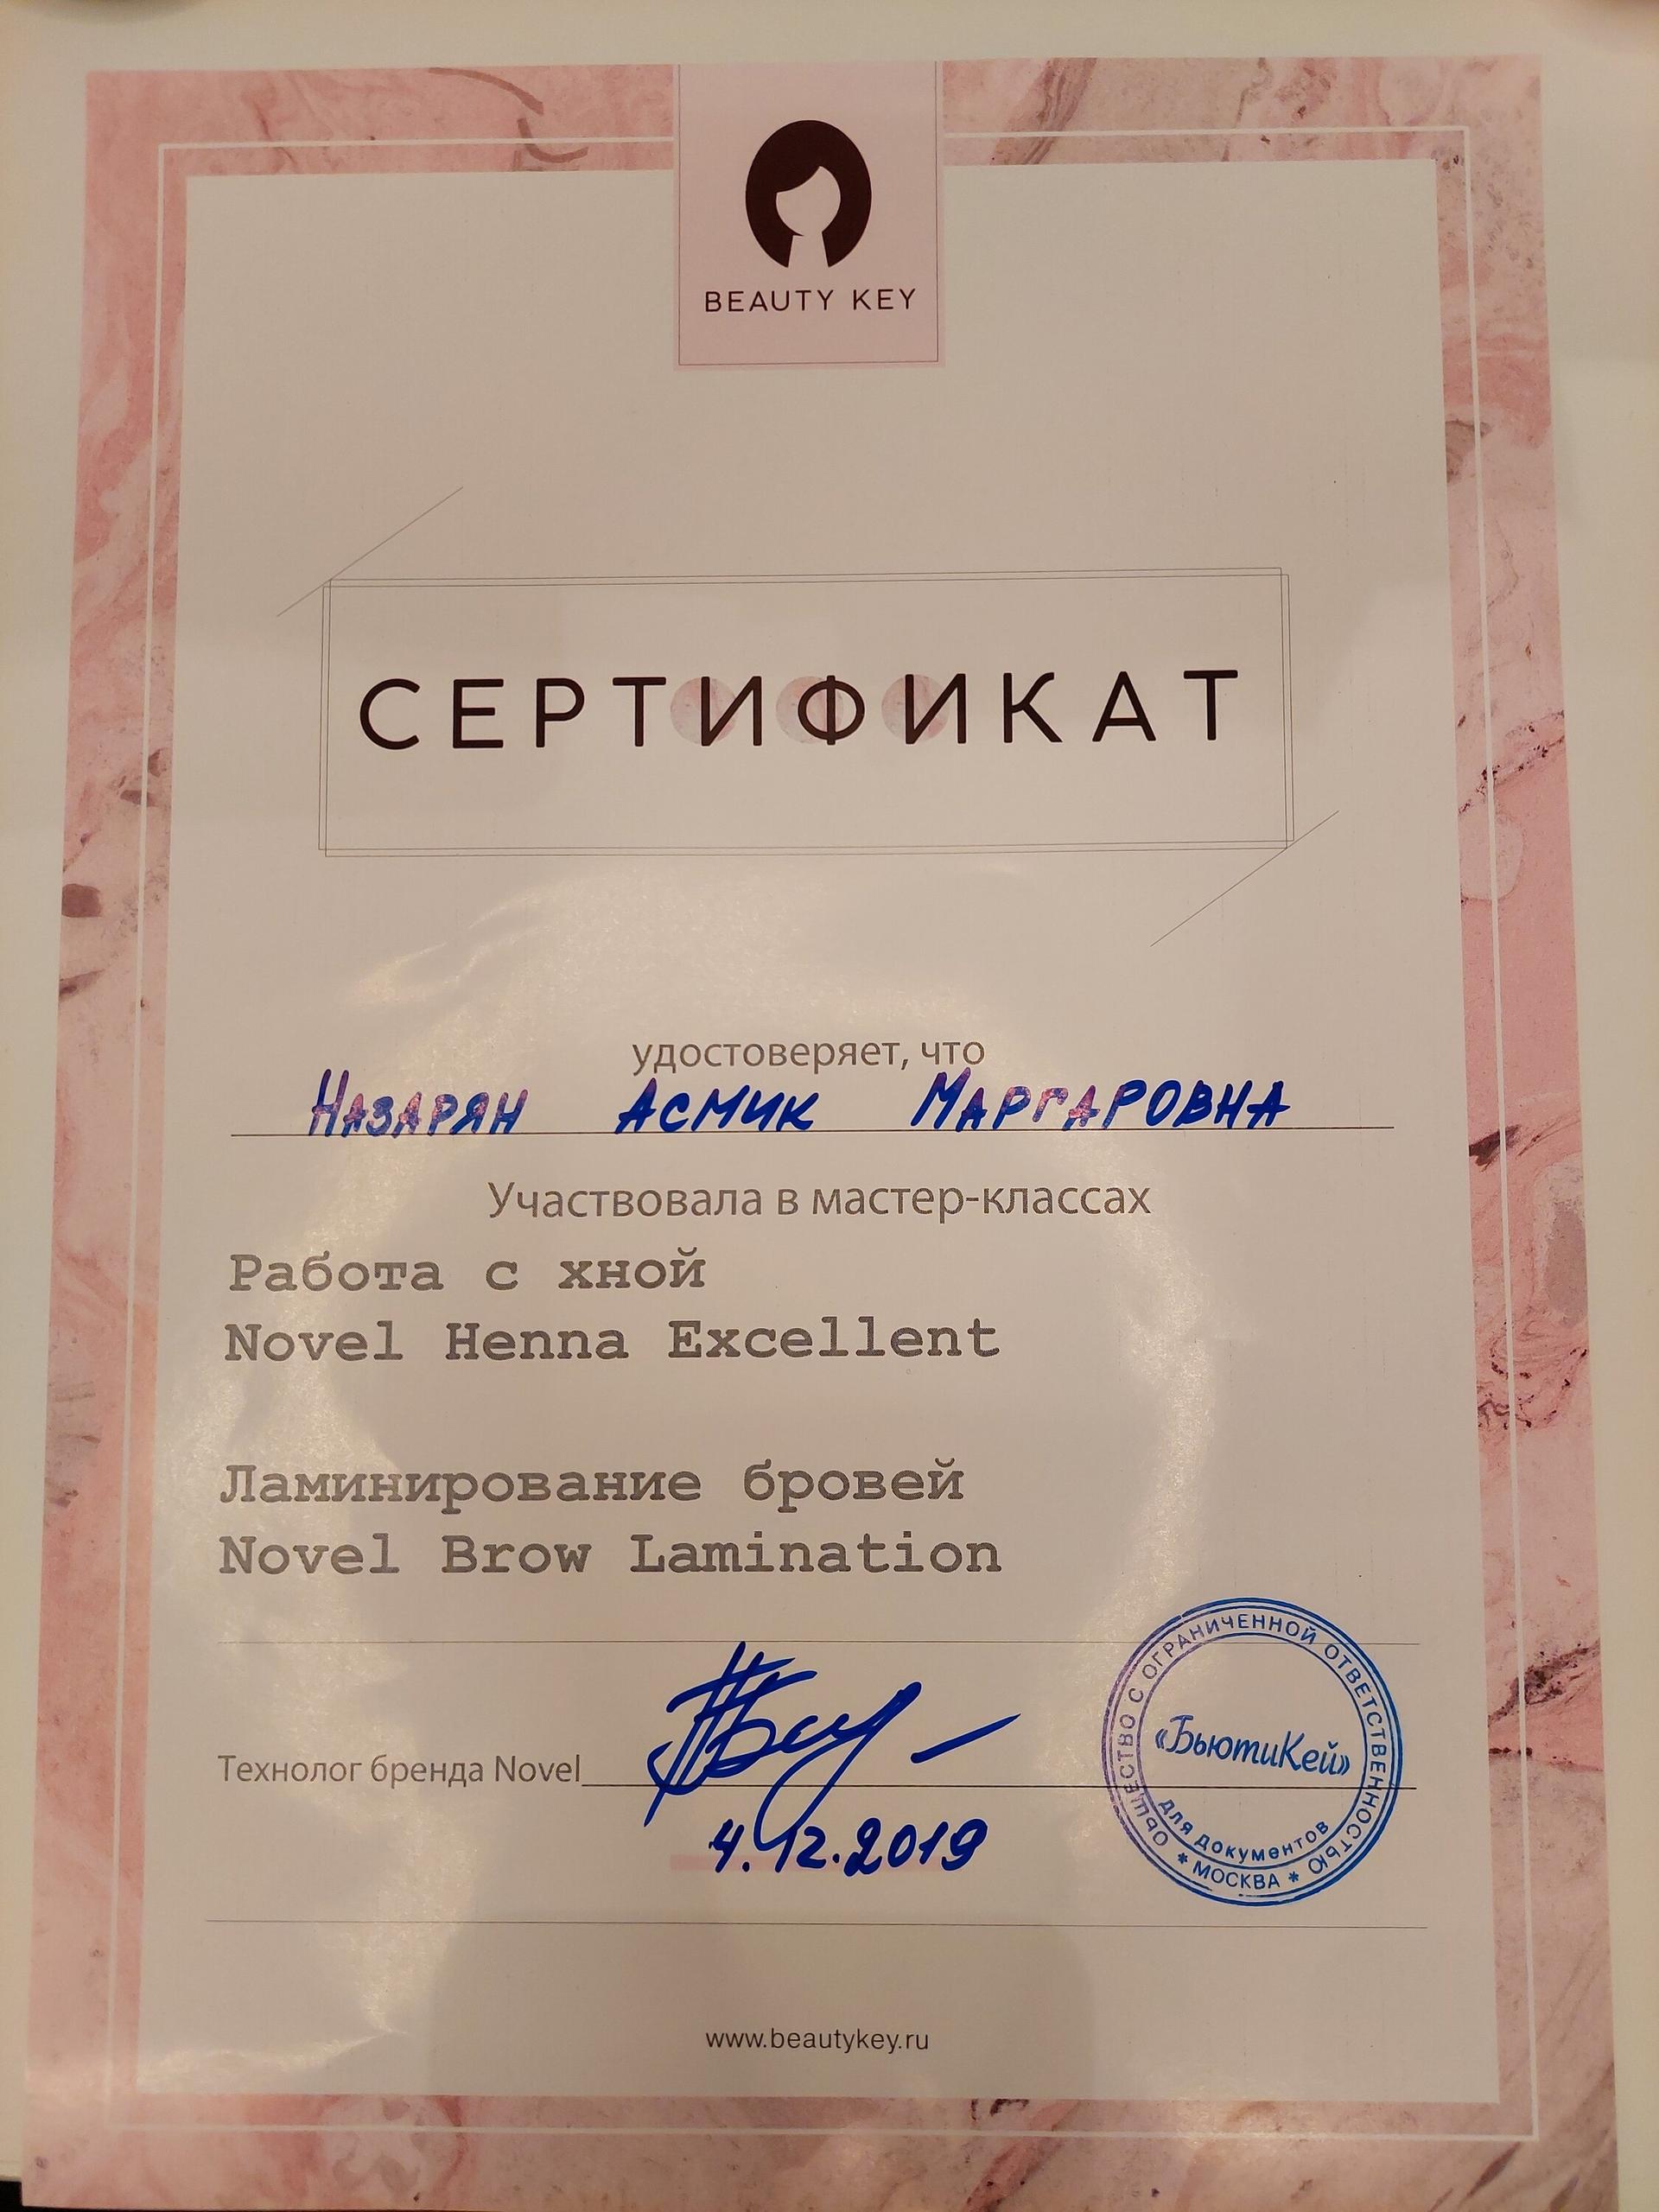 BEAUTY KEY
СЕРТИФИКАТ
удостоверяет, что
НАЗАРЯН АСМИК МАРГАРОВНА
Участвовала в мастер-классах
Работа с хной
Novel Henna Excellent
Ламинирование бровей
Novel Brow Lamination
Технолог бренда Novel
4.12.2019
ОБЩЕСТВО С ОГРАНИЧЕННОЙ ОТВЕТСТВЕННОСТЬЮ
«БьютиКей»
для документов
* МОСКВА *
www.beautykey.ru